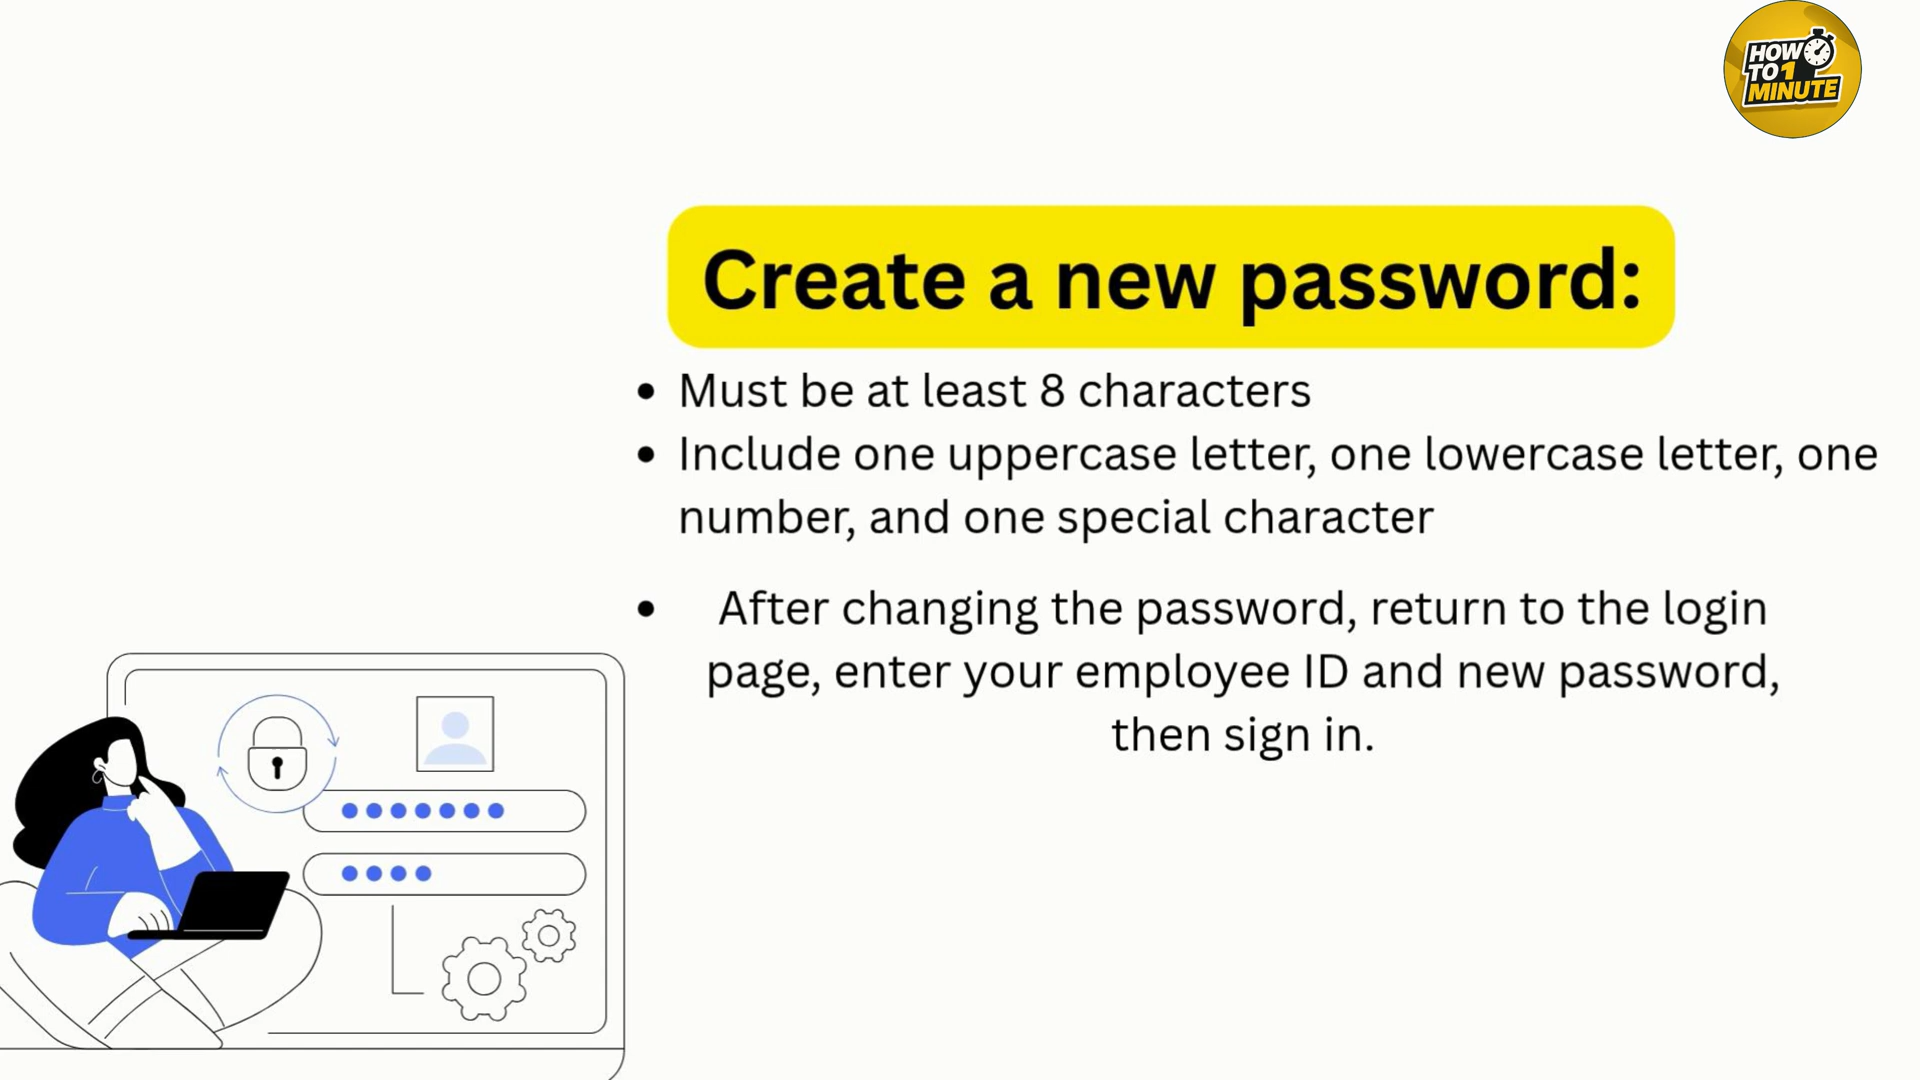 HOW
TO 1
MINUTE
Create a new password:
• Must be at least 8 characters
• Include one uppercase letter, one lowercase letter, one
number, and one special character
• After changing the password, return to the login
page, enter your employee ID and new password,
then sign in.